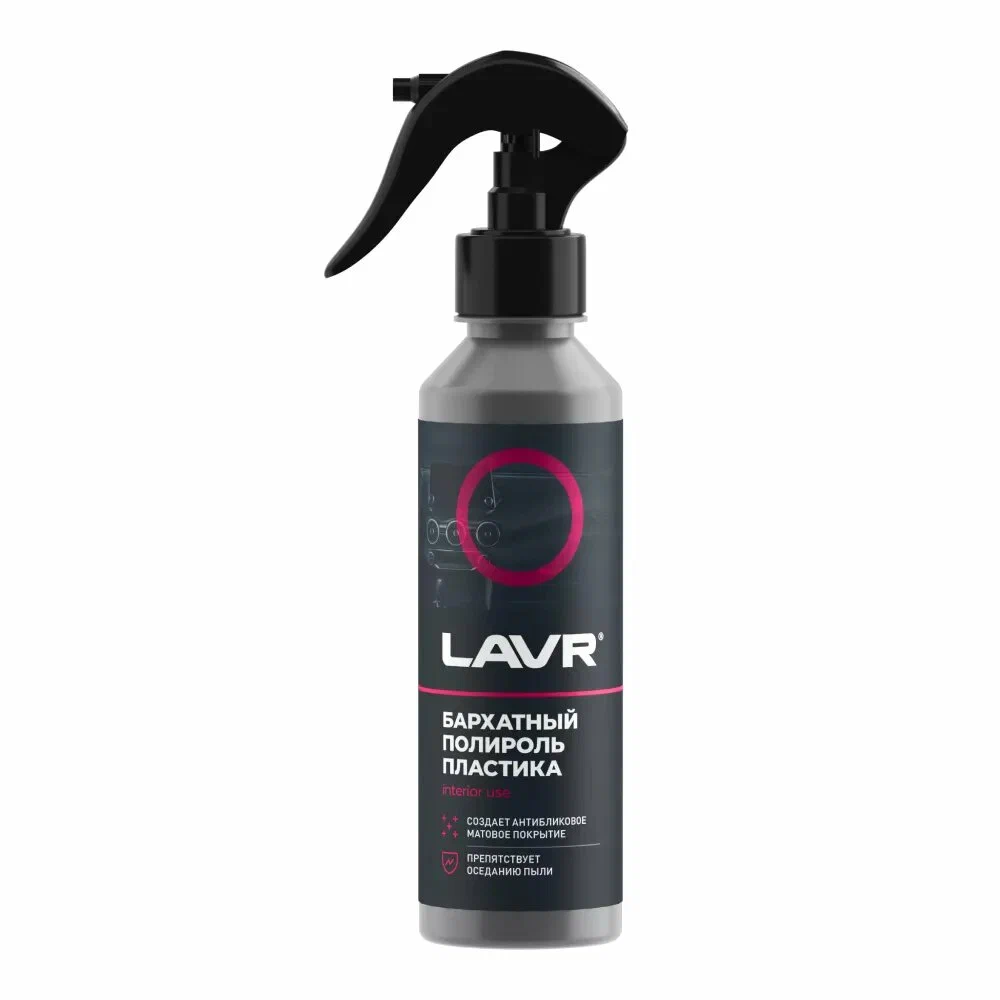 LAVR®
БАРХАТНЫЙ
ПОЛИРОЛЬ
ПЛАСТИКА
interior use
СОЗДАЕТ АНТИБЛИКОВОЕ
МАТОВОЕ ПОКРЫТИЕ
ПРЕПЯТСТВУЕТ
ОСЕДАНИЮ ПЫЛИ